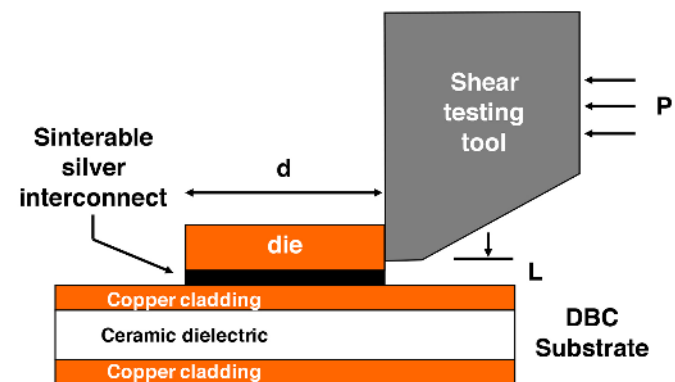 Shear
testing
tool
P
Sinterable
silver
interconnect
d
die
L
Copper cladding
Ceramic dielectric
Copper cladding
DBC
Substrate